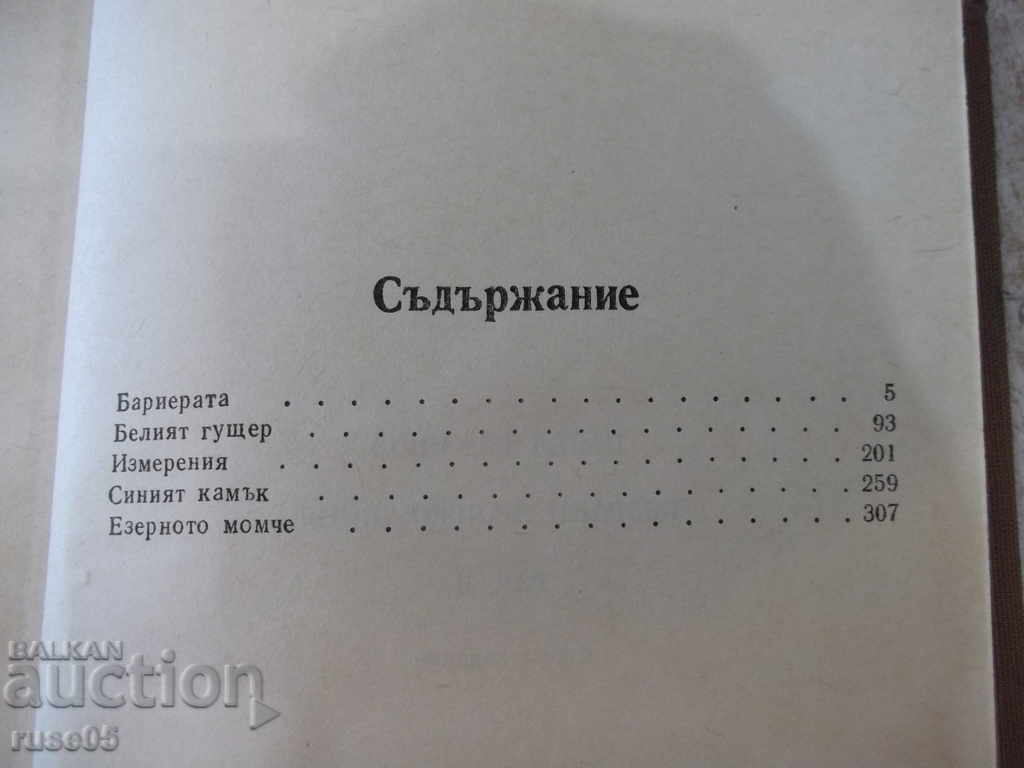 Съдържание
Бариерата . . . . . . . . . . . . . . . . . . 5
Белият гущер . . . . . . . . . . . . . . . . . 93
Измерения . . . . . . . . . . . . . . . . . . 201
Синият камък . . . . . . . . . . . . . . . . . 259
Езерното момче . . . . . . . . . . . . . . . . 307
BALKAN
auction
ruse05